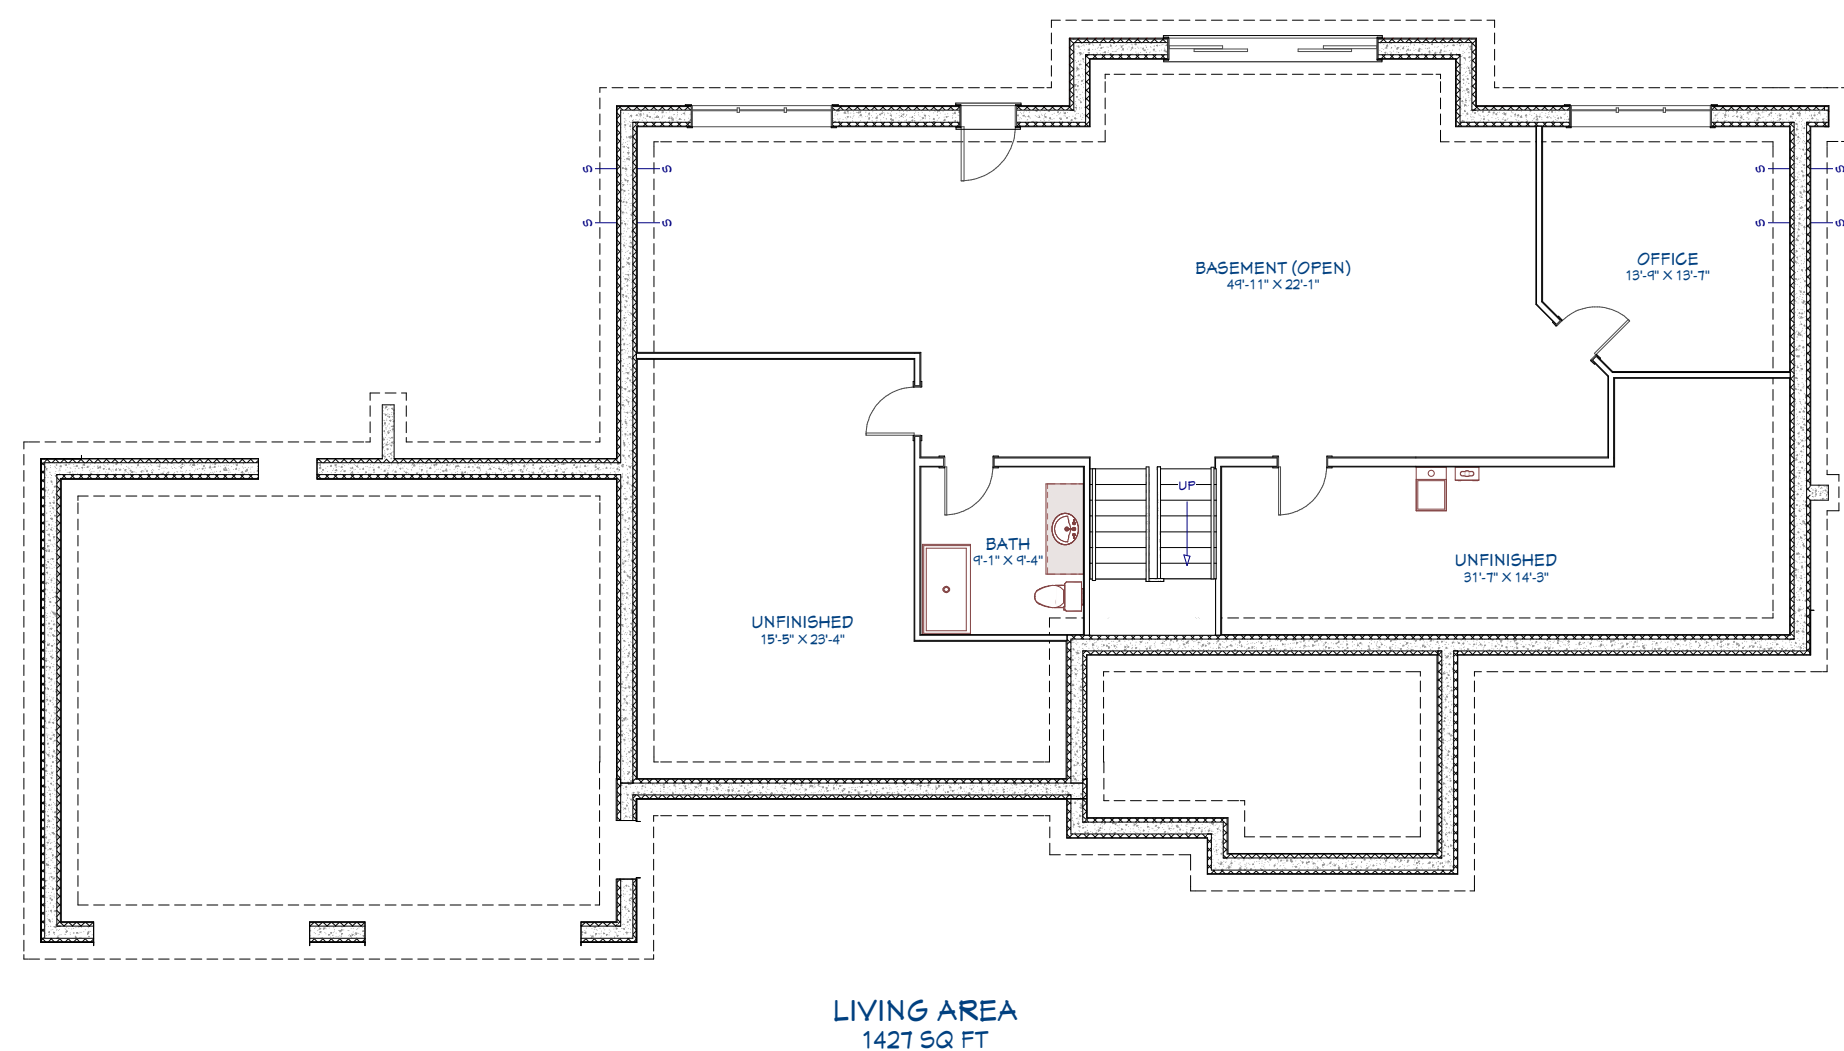 S S
S S
S S
S S
BASEMENT (OPEN)
49'-11" X 22'-1"
OFFICE
13'-9" X 13'-7"
UP
BATH
9'-1" X 9'-4"
UNFINISHED
31'-7" X 14'-3"
UNFINISHED
15'-5" X 23'-4"
LIVING AREA
1427 SQ FT